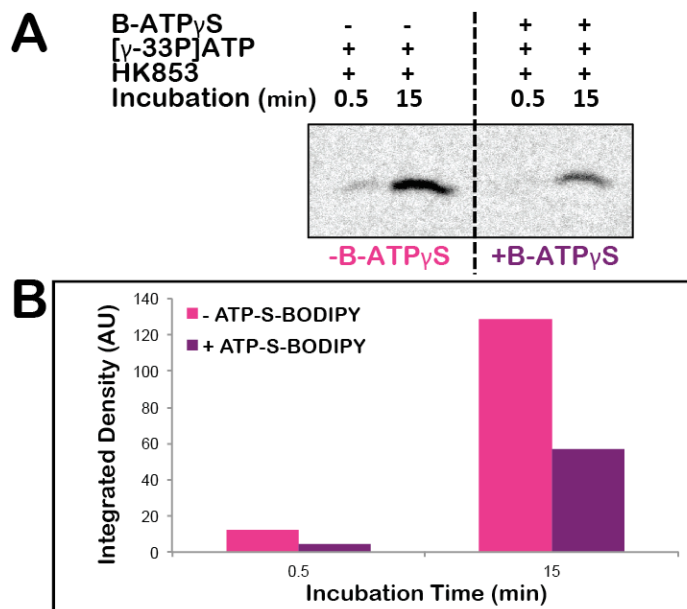 A
B-ATPγS - - + +
[γ-33P]ATP + + + +
HK853 + + + +
Incubation (min) 0.5 15 0.5 15
-B-ATPγS +B-ATPγS
B
Integrated Density (AU)
140
120
100
80
60
40
20
0
- ATP-S-BODIPY
+ ATP-S-BODIPY
0.5 15
Incubation Time (min)